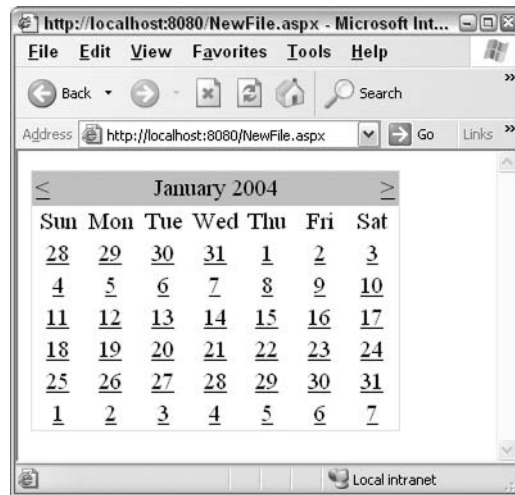 http://localhost:8080/NewFile.aspx - Microsoft Int...
File Edit View Favorites Tools Help
Back Search »
Address http://localhost:8080/NewFile.aspx Go Links »
< January 2004 >
Sun Mon Tue Wed Thu Fri Sat
28 29 30 31 1 2 3
4 5 6 7 8 9 10
11 12 13 14 15 16 17
18 19 20 21 22 23 24
25 26 27 28 29 30 31
1 2 3 4 5 6 7
Local intranet